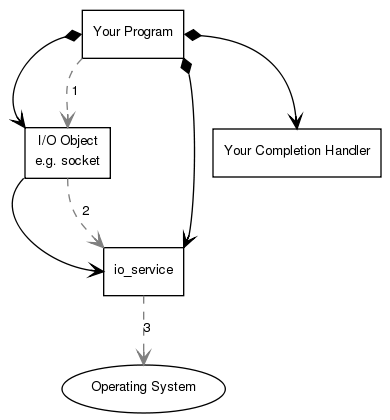 Your Program
1
I/O Object
e.g. socket
Your Completion Handler
2
io_service
3
Operating System